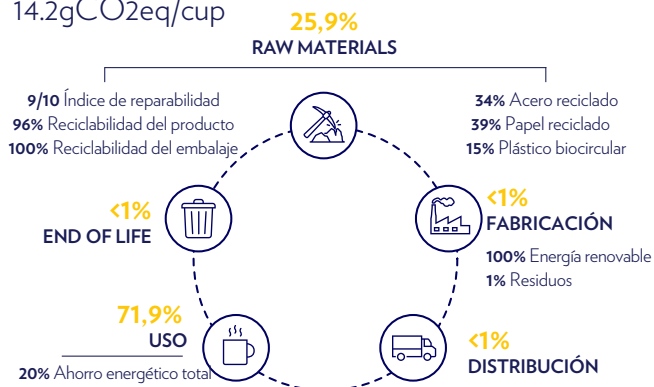 14.2gCO2eq/cup
25,9%
RAW MATERIALS
9/10 Índice de reparabilidad
96% Reciclabilidad del producto
100% Reciclabilidad del embalaje
34% Acero reciclado
39% Papel reciclado
15% Plástico biocircular
<1%
END OF LIFE
<1%
FABRICACIÓN
100% Energía renovable
1% Residuos
71,9%
USO
20% Ahorro energético total
<1%
DISTRIBUCIÓN